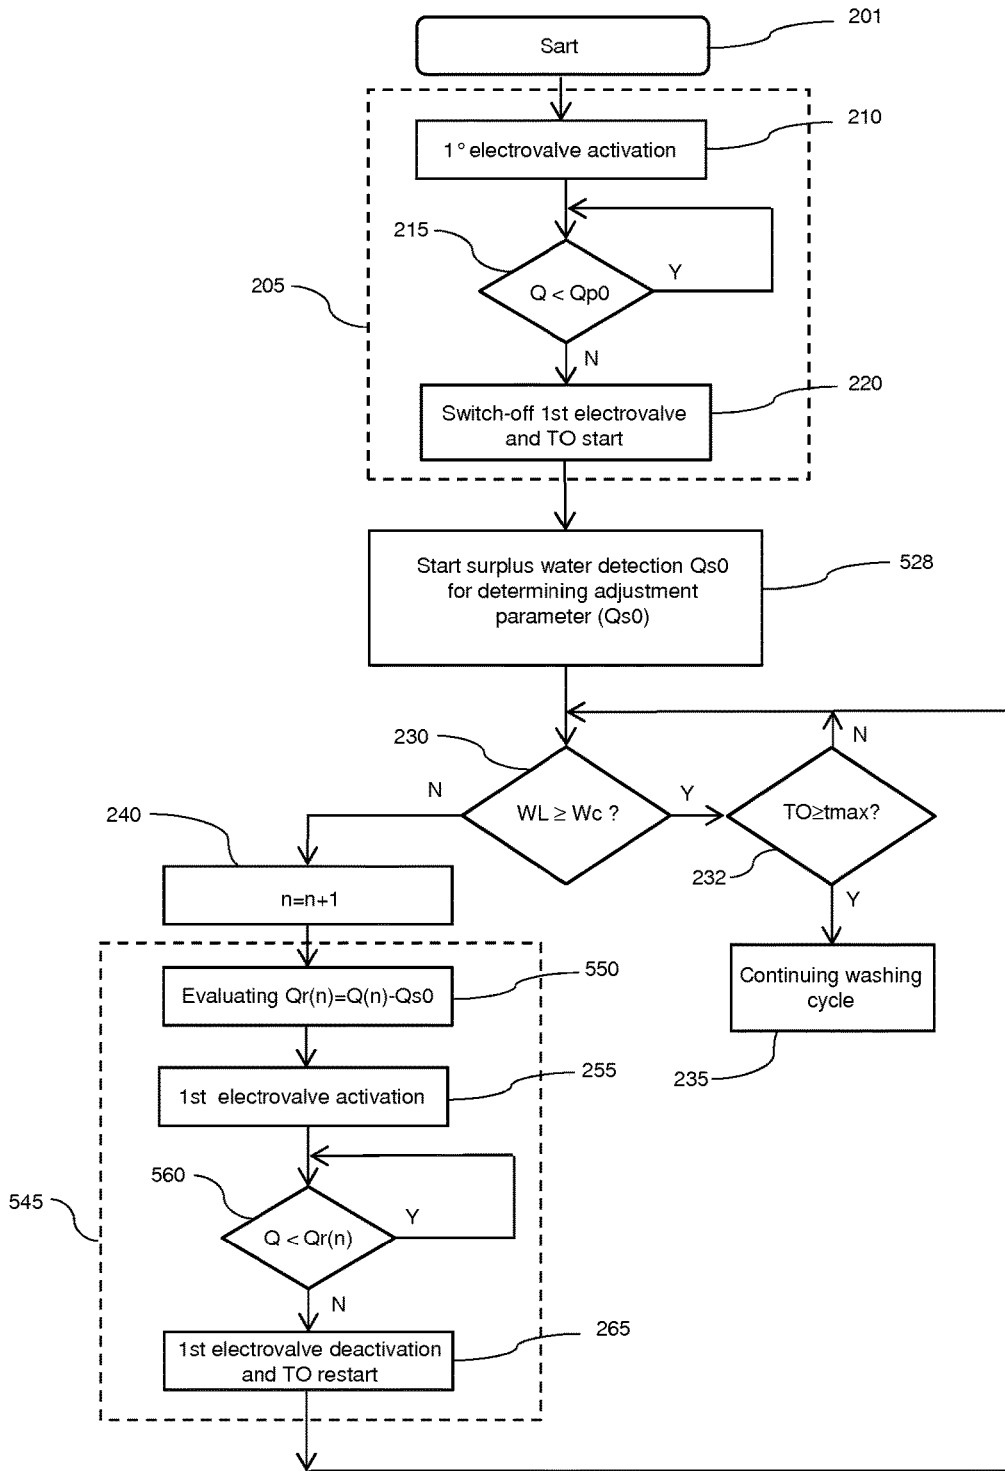 201
Sart
210
1° electrovalve activation
215
Q < Qp0
Y
205
N
220
Switch-off 1st electrovalve
and TO start
528
Start surplus water detection Qs0
for determining adjustment
parameter (Qs0)
230
N
WL ≥ Wc ?
Y
N
TO≥tmax?
232
Y
240
n=n+1
550
Evaluating Qr(n)=Q(n)-Qs0
Continuing washing
cycle
235
255
1st electrovalve activation
560
Q < Qr(n)
Y
545
N
265
1st electrovalve deactivation
and TO restart